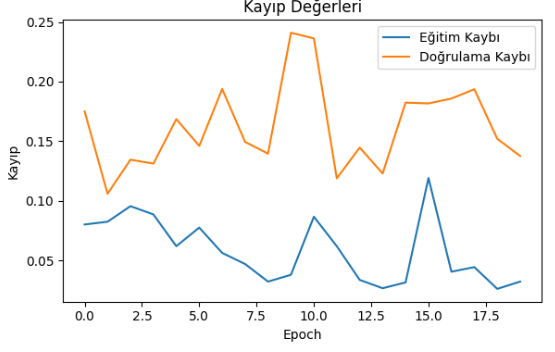 Kayıp Değerleri
Eğitim Kaybı
Doğrulama Kaybı
0.25
0.20
0.15
0.10
0.05
Kayıp
0.0 2.5 5.0 7.5 10.0 12.5 15.0 17.5
Epoch